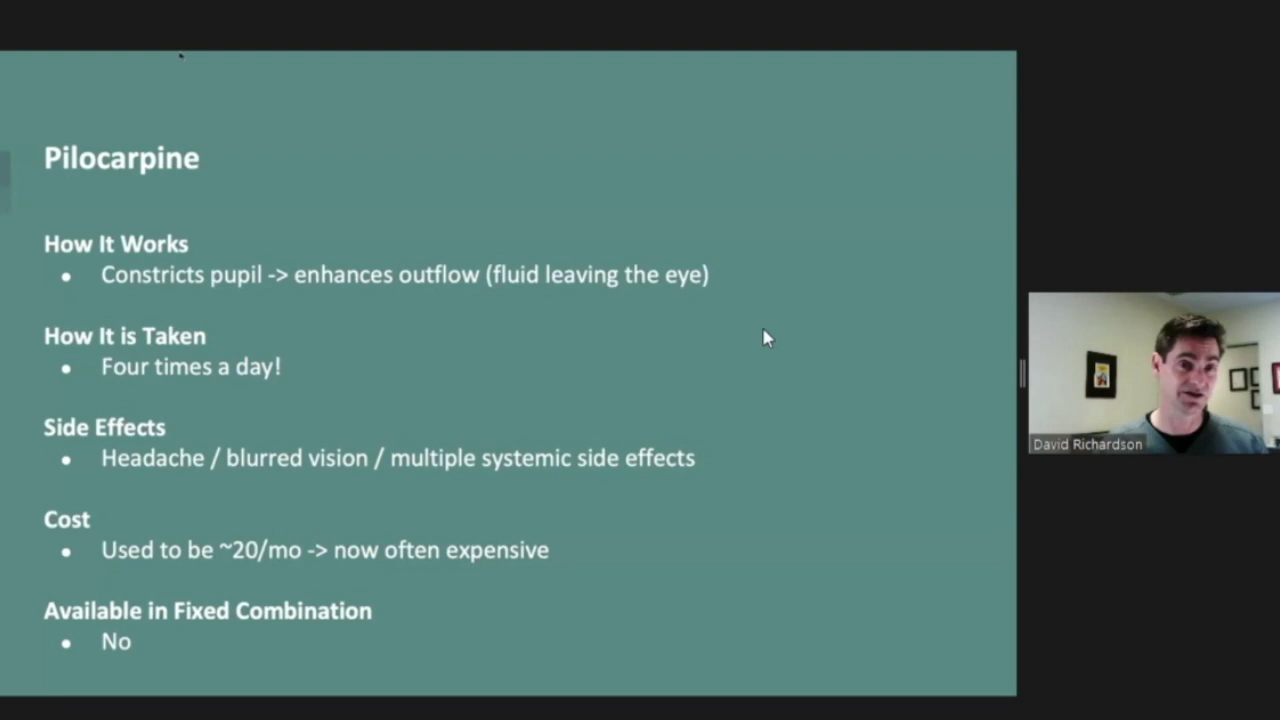 Pilocarpine
How It Works
• Constricts pupil -> enhances outflow (fluid leaving the eye)
How It is Taken
• Four times a day!
Side Effects
• Headache / blurred vision / multiple systemic side effects
Cost
• Used to be ~20/mo -> now often expensive
Available in Fixed Combination
• No
David Richardson